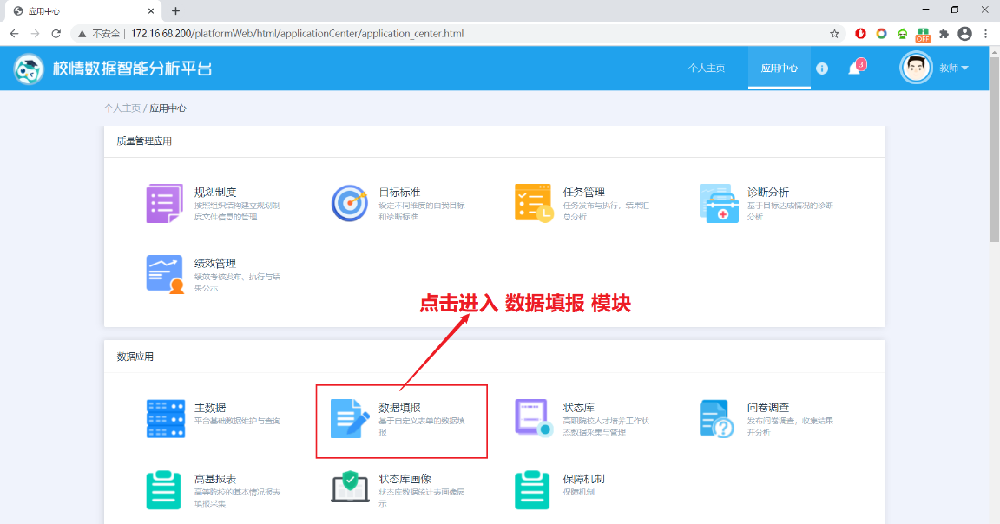 应用中心
不安全 172.16.68.200/platformWeb/html/applicationCenter/application_center.html
OFF
校情数据智能分析平台
个人主页 应用中心 3 教师
个人主页 / 应用中心
质量管理应用
规划制度
按照组织结构建立规划制
度文件信息的管理
目标标准
设定不同维度的自我目标
和诊断标准
任务管理
任务发布与执行，结果汇
总分析
诊断分析
基于目标达成情况的诊断
分析
绩效管理
绩效考核发布、执行与结
果公示
点击进入 数据填报 模块
数据应用
主数据
平台基础数据维护与查询
数据填报
基于自定义表单的数据填
报
状态库
高职院校人才培养工作状
态数据采集与管理
问卷调查
发布问卷调查，收集结果
并分析
高基报表
高等院校的基本情况报表
填报采集
状态库画像
状态库数据统计表画像展
示
保障机制
保障机制